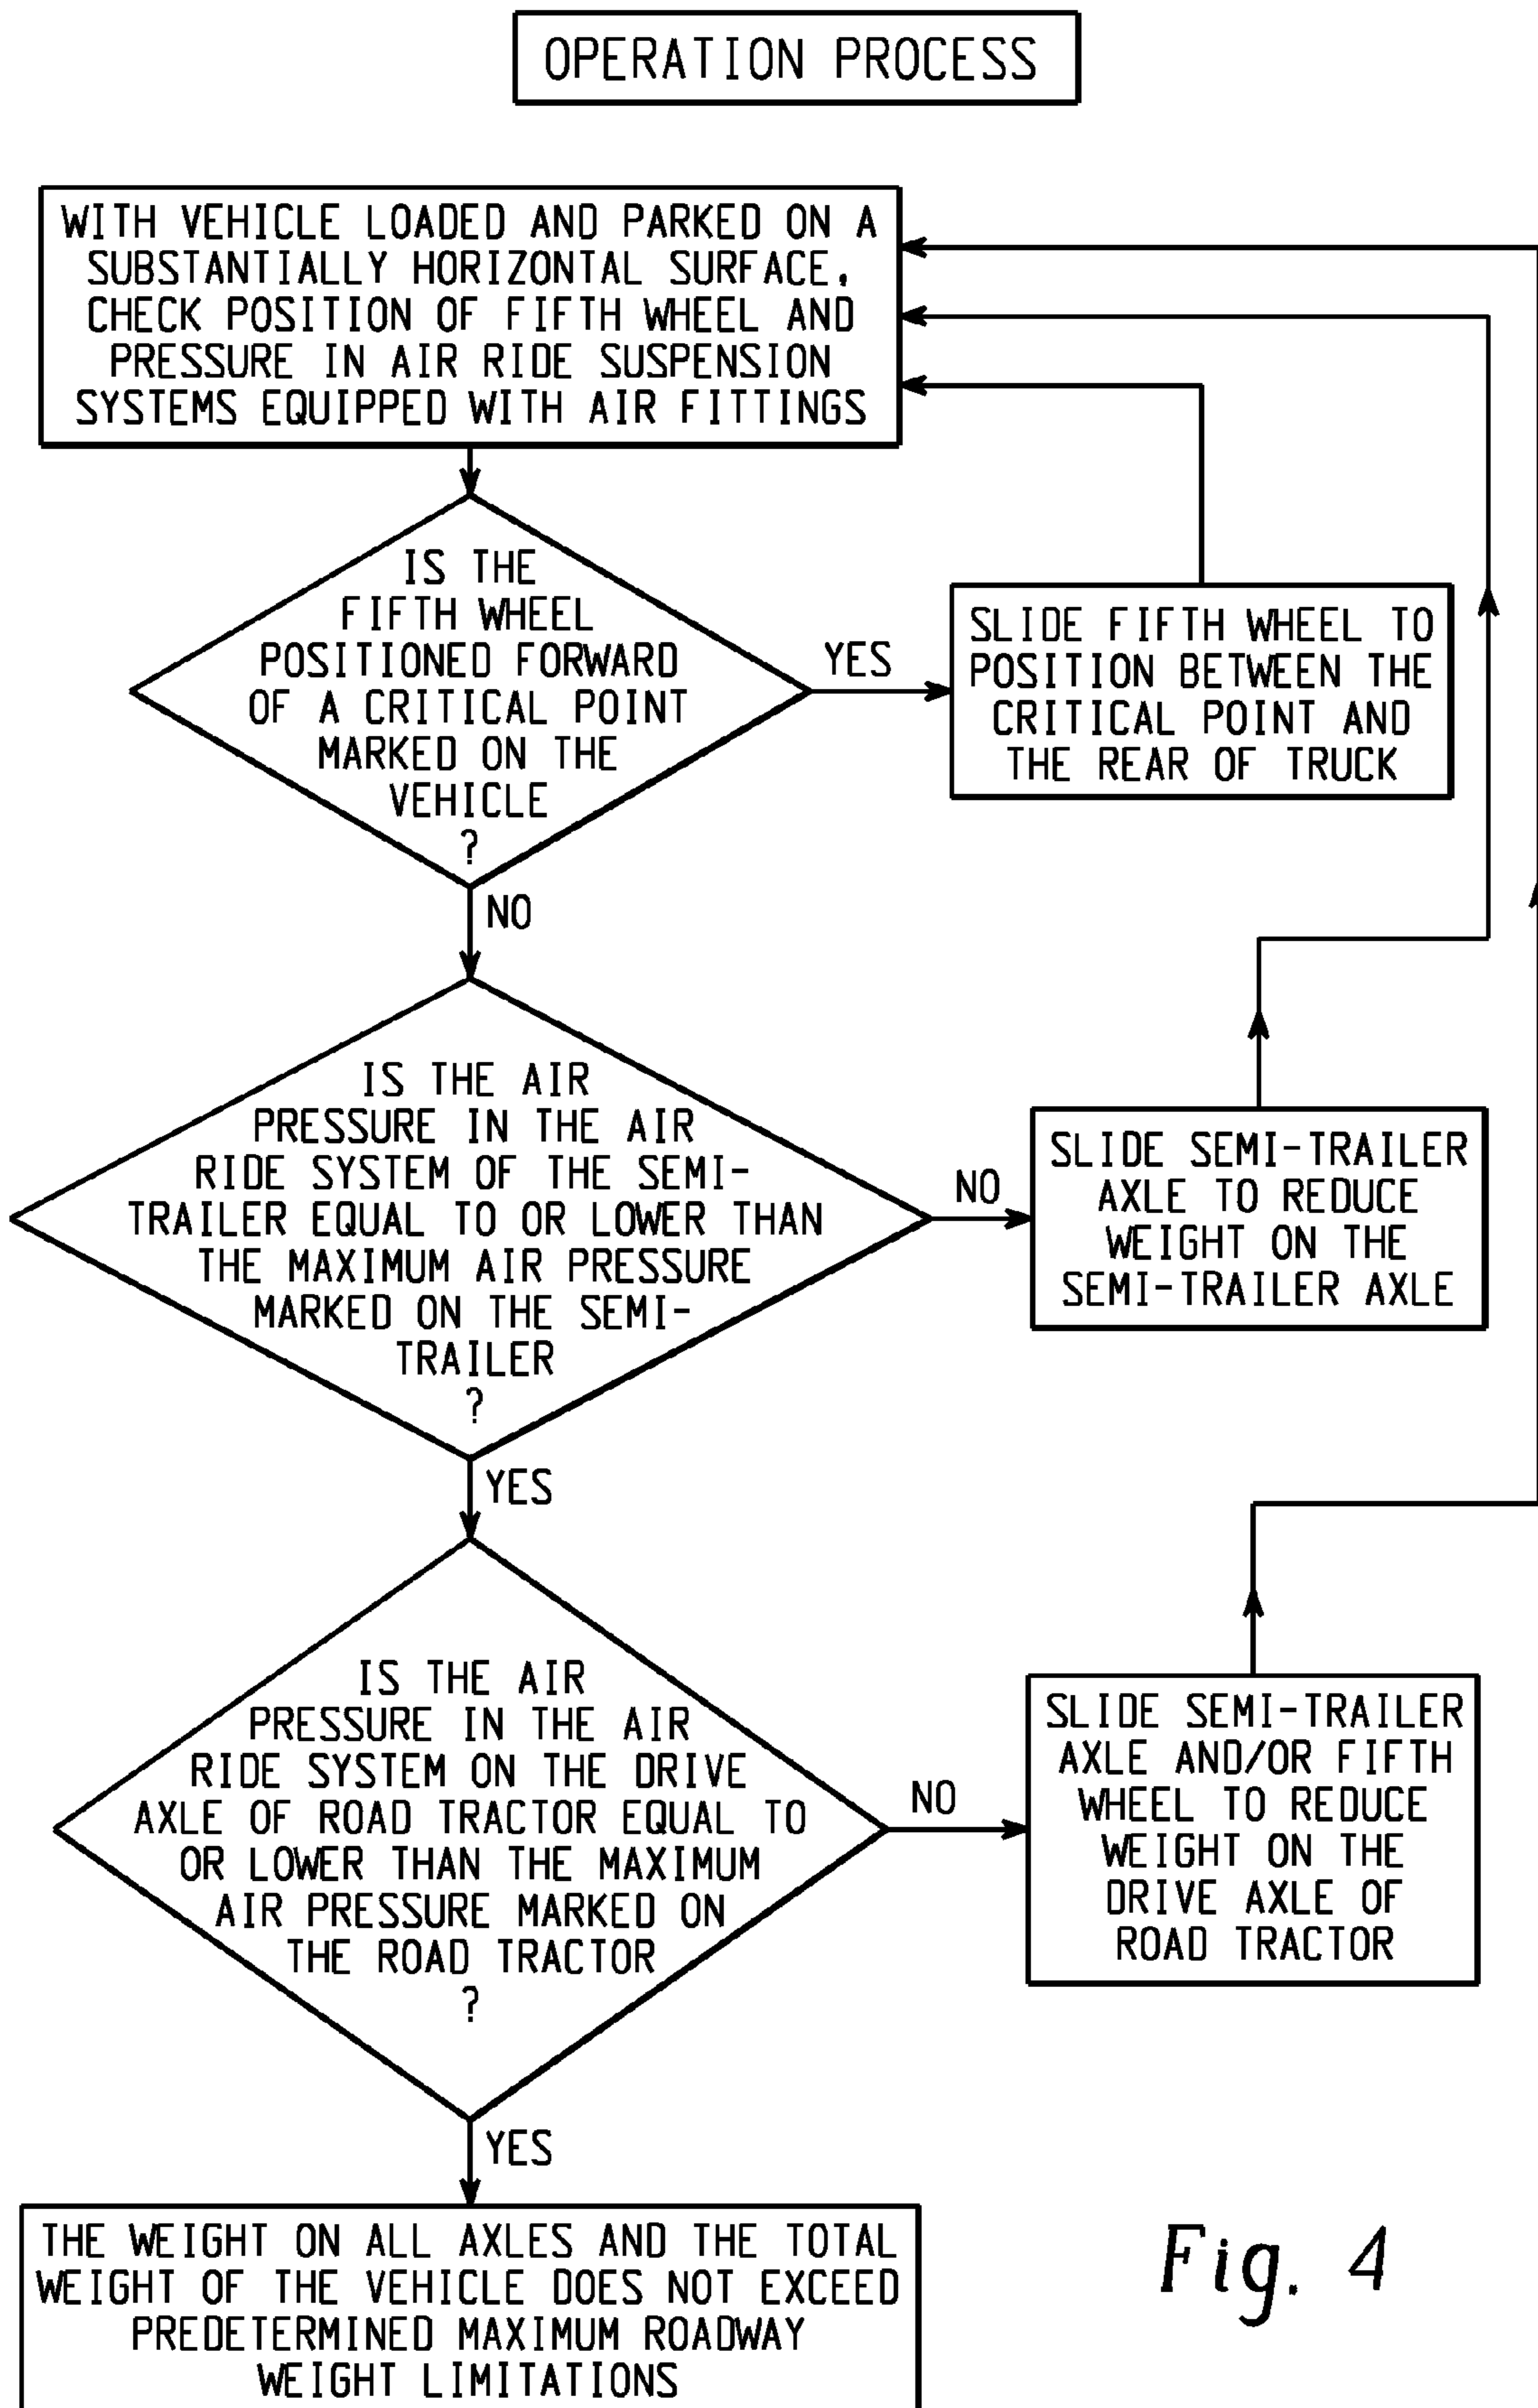 OPERATION PROCESS
WITH VEHICLE LOADED AND PARKED ON A
SUBSTANTIALLY HORIZONTAL SURFACE,
CHECK POSITION OF FIFTH WHEEL AND
PRESSURE IN AIR RIDE SUSPENSION
SYSTEMS EQUIPPED WITH AIR FITTINGS
IS THE
FIFTH WHEEL
POSITIONED FORWARD
OF A CRITICAL POINT
MARKED ON THE
VEHICLE
?
YES
SLIDE FIFTH WHEEL TO
POSITION BETWEEN THE
CRITICAL POINT AND
THE REAR OF TRUCK
NO
IS THE AIR
PRESSURE IN THE AIR
RIDE SYSTEM OF THE SEMI-
TRAILER EQUAL TO OR LOWER THAN
THE MAXIMUM AIR PRESSURE
MARKED ON THE SEMI-
TRAILER
?
NO
SLIDE SEMI-TRAILER
AXLE TO REDUCE
WEIGHT ON THE
SEMI-TRAILER AXLE
YES
IS THE AIR
PRESSURE IN THE AIR
RIDE SYSTEM ON THE DRIVE
AXLE OF ROAD TRACTOR EQUAL TO
OR LOWER THAN THE MAXIMUM
AIR PRESSURE MARKED ON
THE ROAD TRACTOR
?
NO
SLIDE SEMI-TRAILER
AXLE AND/OR FIFTH
WHEEL TO REDUCE
WEIGHT ON THE
DRIVE AXLE OF
ROAD TRACTOR
YES
THE WEIGHT ON ALL AXLES AND THE TOTAL
WEIGHT OF THE VEHICLE DOES NOT EXCEED
PREDETERMINED MAXIMUM ROADWAY
WEIGHT LIMITATIONS
Fig. 4